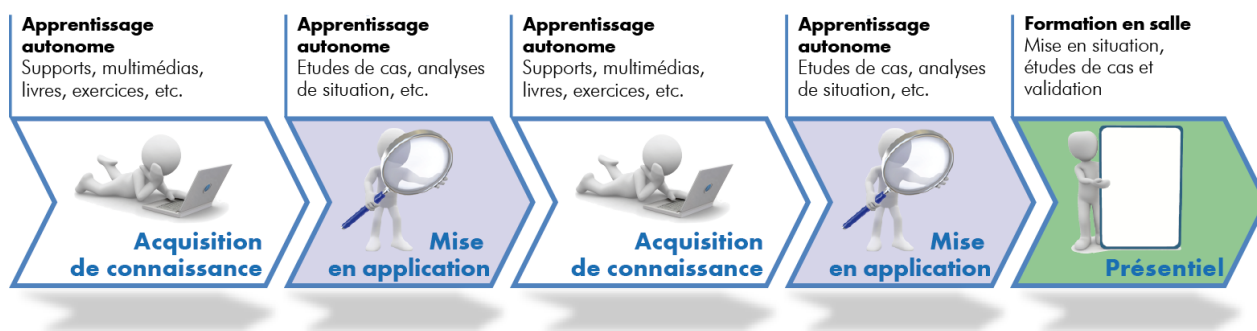 Apprentissage
autonome
Supports, multimédias,
livres, exercices, etc.
Acquisition
de connaissance
Apprentissage
autonome
Etudes de cas, analyses
de situation, etc.
Mise
en application
Apprentissage
autonome
Supports, multimédias,
livres, exercices, etc.
Acquisition
de connaissance
Apprentissage
autonome
Etudes de cas, analyses
de situation, etc.
Mise
en application
Formation en salle
Mise en situation,
études de cas et
validation
Présentiel